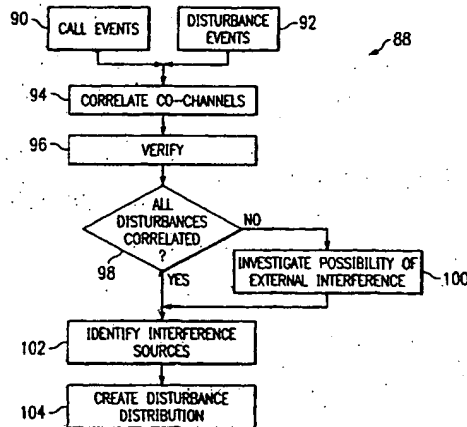 90
CALL EVENTS
DISTURBANCE
EVENTS
92
88
94
CORRELATE CO-CHANNELS
96
VERIFY
ALL
DISTURBANCES
CORRELATED
?
98
NO
YES
INVESTIGATE POSSIBILITY OF
EXTERNAL INTERFERENCE
100
102
IDENTIFY INTERFERENCE
SOURCES
104
CREATE DISTURBANCE
DISTRIBUTION